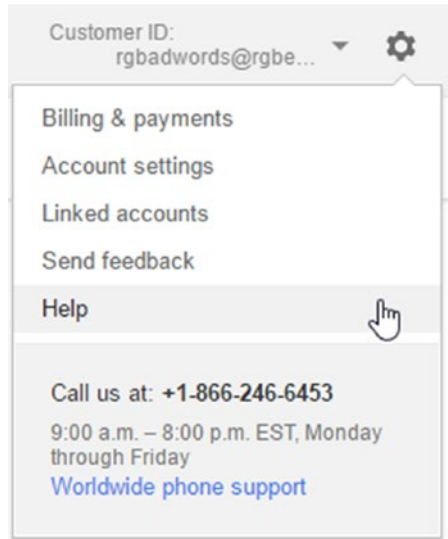 Customer ID:
rgbadwords@rgbe...
Billing & payments
Account settings
Linked accounts
Send feedback
Help
Call us at: +1-866-246-6453
9:00 a.m. – 8:00 p.m. EST, Monday
through Friday
Worldwide phone support